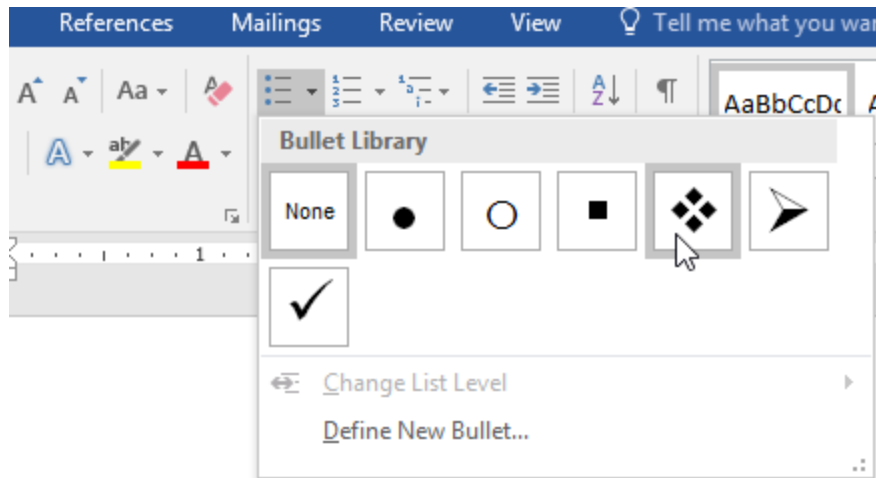 References Mailings Review View Tell me what you wan
Aa AaBbCcDc A
Bullet Library
None
1
Change List Level
Define New Bullet...